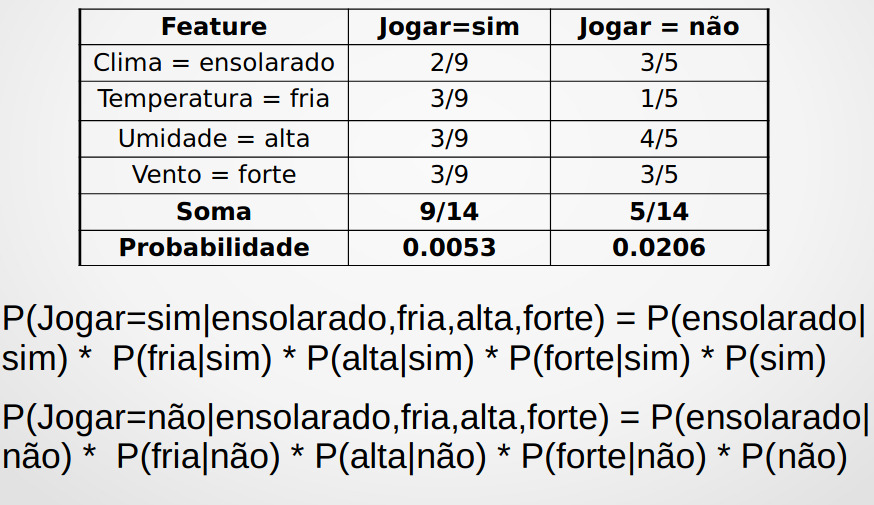 Feature Jogar=sim Jogar = não
Clima = ensolarado 2/9 3/5
Temperatura = fria 3/9 1/5
Umidade = alta 3/9 4/5
Vento = forte 3/9 3/5
Soma 9/14 5/14
Probabilidade 0.0053 0.0206
P(Jogar=sim|ensolarado,fria,alta,forte) = P(ensolarado|
sim) * P(fria|sim) * P(alta|sim) * P(forte|sim) * P(sim)
P(Jogar=não|ensolarado,fria,alta,forte) = P(ensolarado|
não) * P(fria|não) * P(alta|não) * P(forte|não) * P(não)